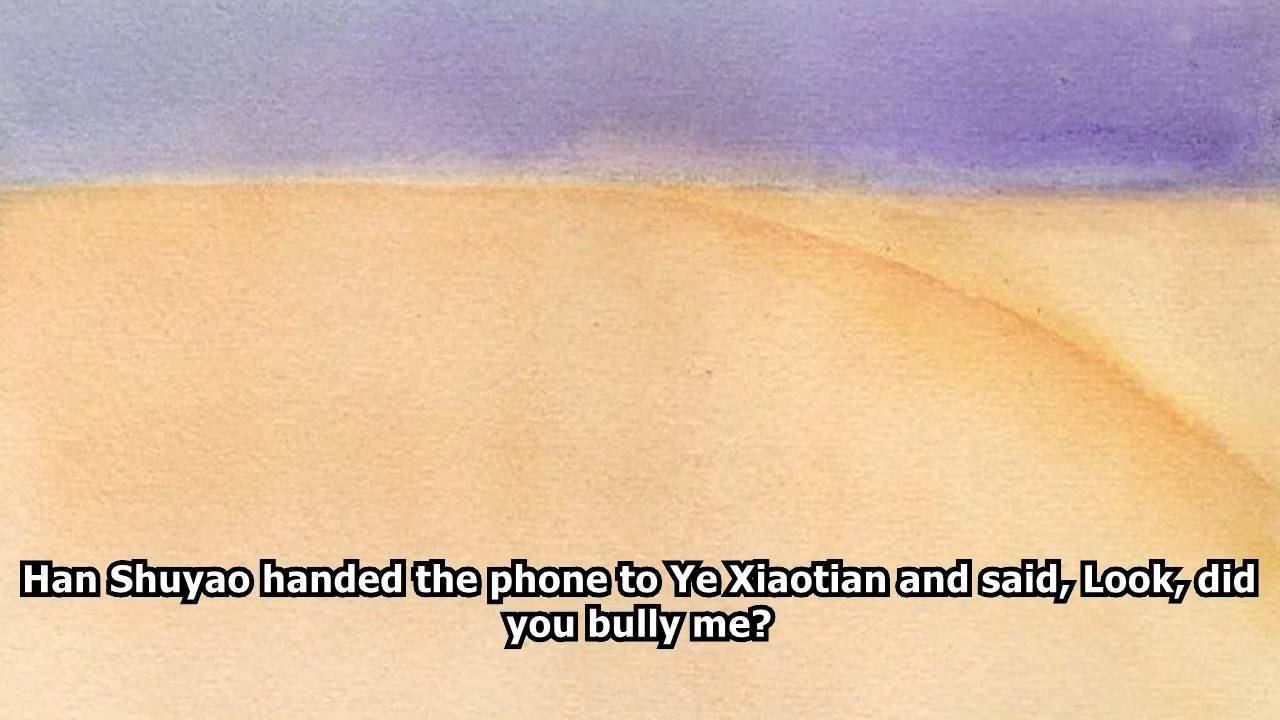 Han Shuyao handed the phone to Ye Xiaotian and said, Look, did
you bully me?